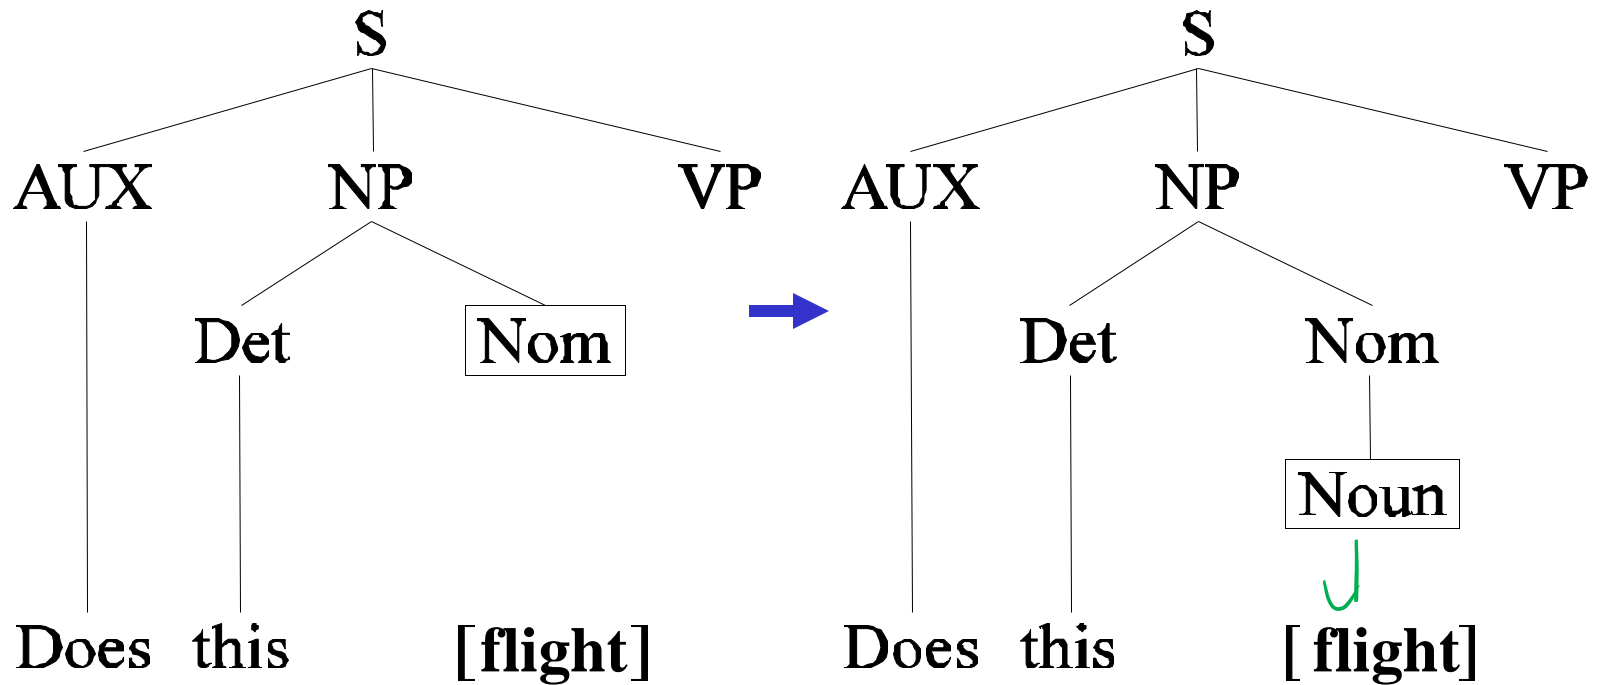 S S
AUX NP VP AUX NP VP
Det Nom Det Nom
Noun
Does this [flight] Does this [flight]